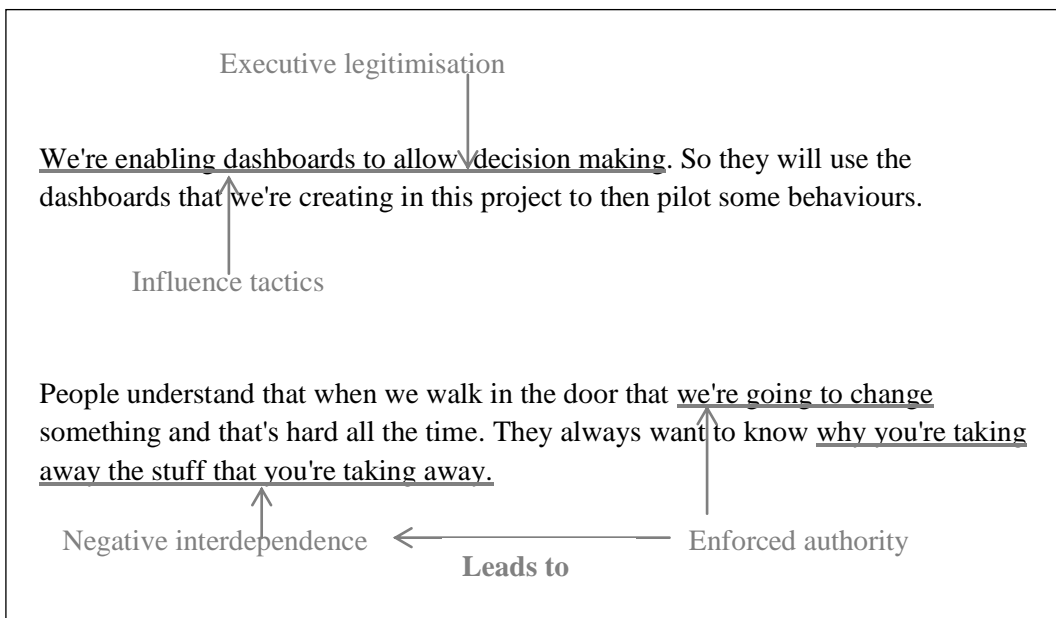 Executive legitimisation
We're enabling dashboards to allow decision making. So they will use the
dashboards that we're creating in this project to then pilot some behaviours.
Influence tactics
People understand that when we walk in the door that we're going to change
something and that's hard all the time. They always want to know why you're taking
away the stuff that you're taking away.
Negative interdependence Enforced authority
Leads to